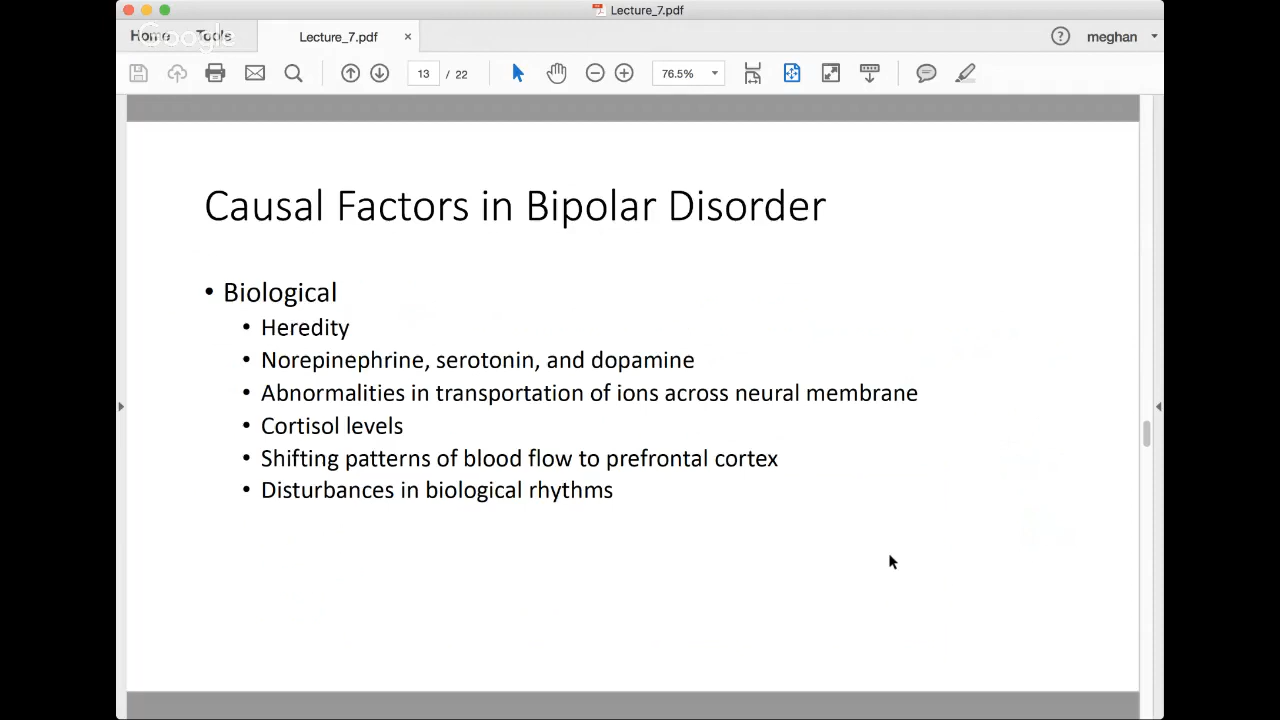 Lecture_7.pdf
Home Tools Lecture_7.pdf × meghan
Google
13 / 22 76.5%
Causal Factors in Bipolar Disorder
• Biological
• Heredity
• Norepinephrine, serotonin, and dopamine
• Abnormalities in transportation of ions across neural membrane
• Cortisol levels
• Shifting patterns of blood flow to prefrontal cortex
• Disturbances in biological rhythms